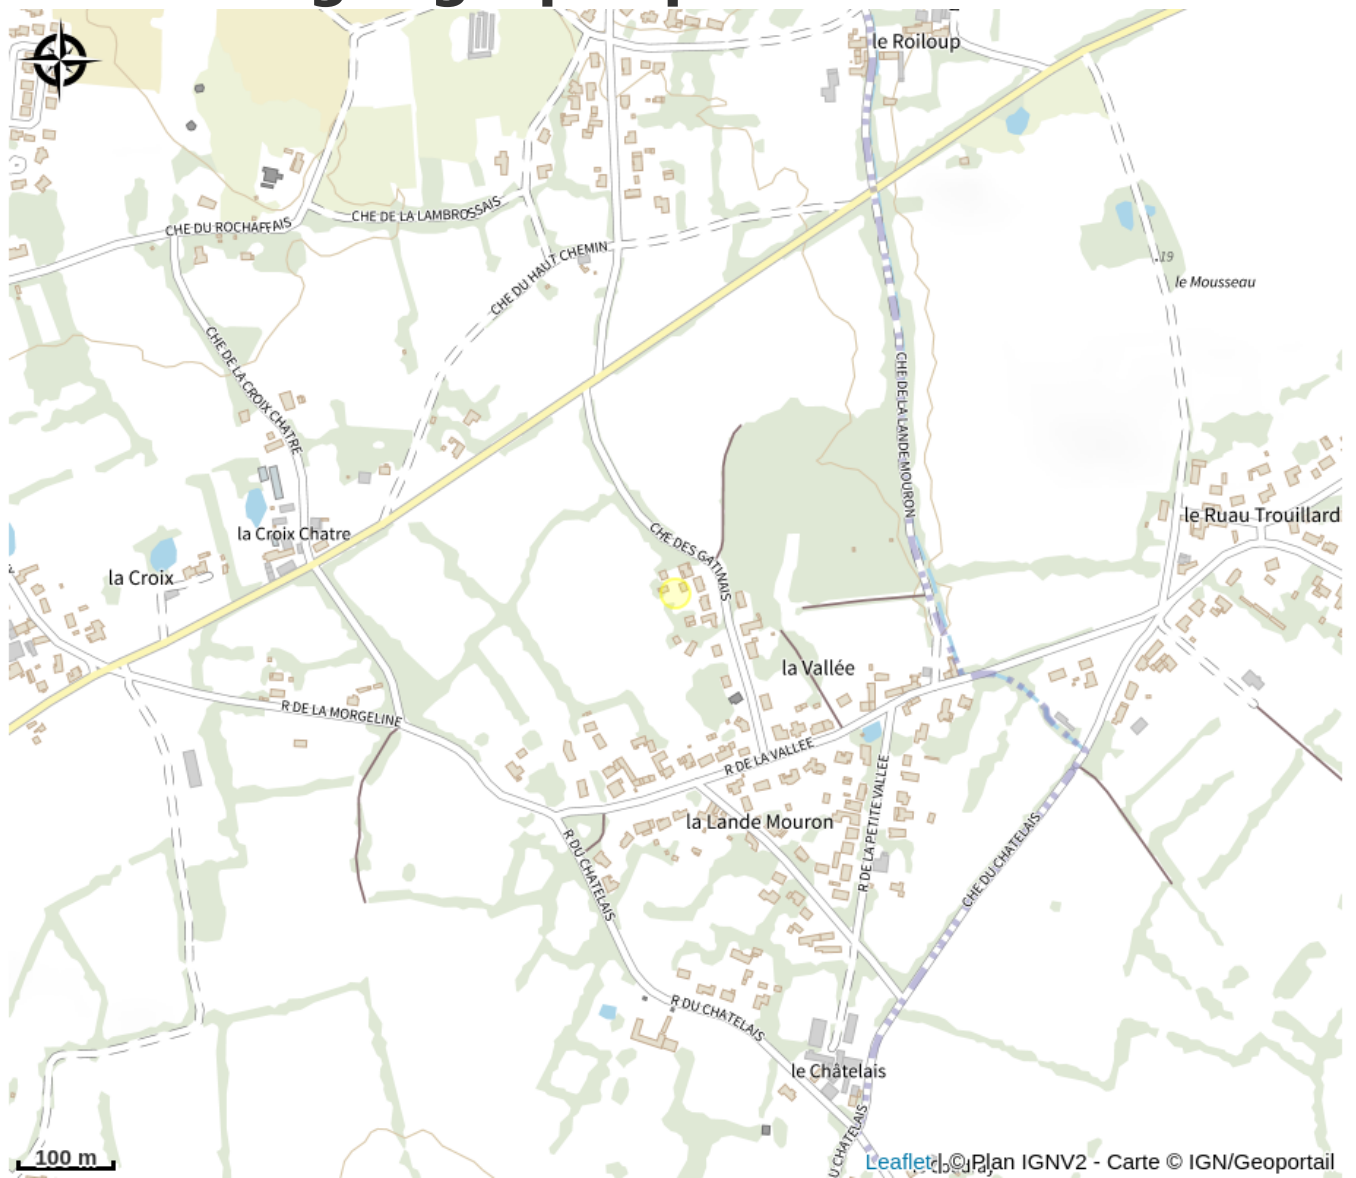 le Roiloup
CHE DU ROCHAFFAIS
CHE DE LA LAMBROSSAIS
CHE DU HAUT CHEMIN
19
le Mousseau
CHE DE LA CROIX CHATRE
CHE DE LA LANDE MOURON
la Croix Chatre
CHE DES GATINAIS
le Ruau Trouillard
la Croix
la Vallée
R DE LA MORGELINE
R DE LA VALLEE
R DE LA PETITE VALLEE
la Lande Mouron
R DU CHATELAIS
CHE DU CHATELAIS
R DU CHATELAIS
le Châtelais
U CHATELAIS
100 m
Leaflet | © Plan IGNV2 - Carte © IGN/Geoportail